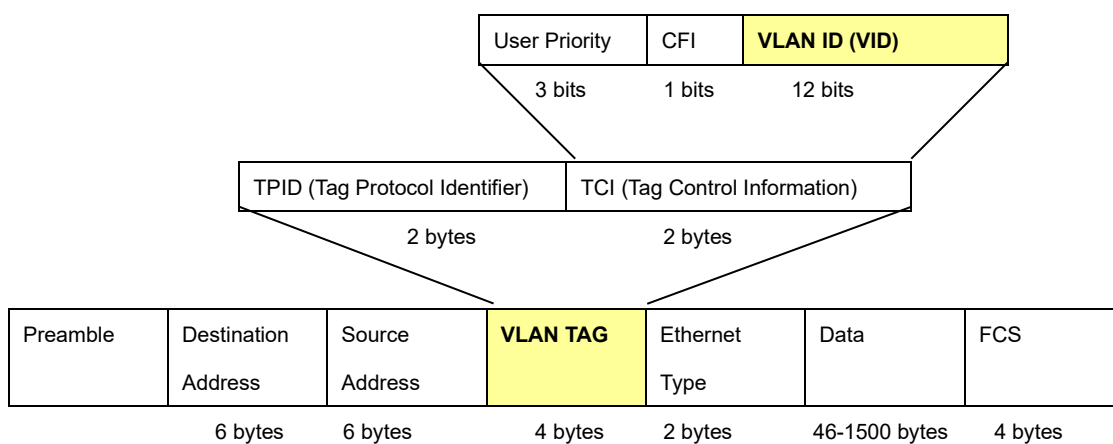 User Priority CFI VLAN ID (VID)
3 bits 1 bits 12 bits
TPID (Tag Protocol Identifier) TCI (Tag Control Information)
2 bytes 2 bytes
Preamble Destination Address Source Address VLAN TAG Ethernet Type Data FCS
6 bytes 6 bytes 4 bytes 2 bytes 46-1500 bytes 4 bytes